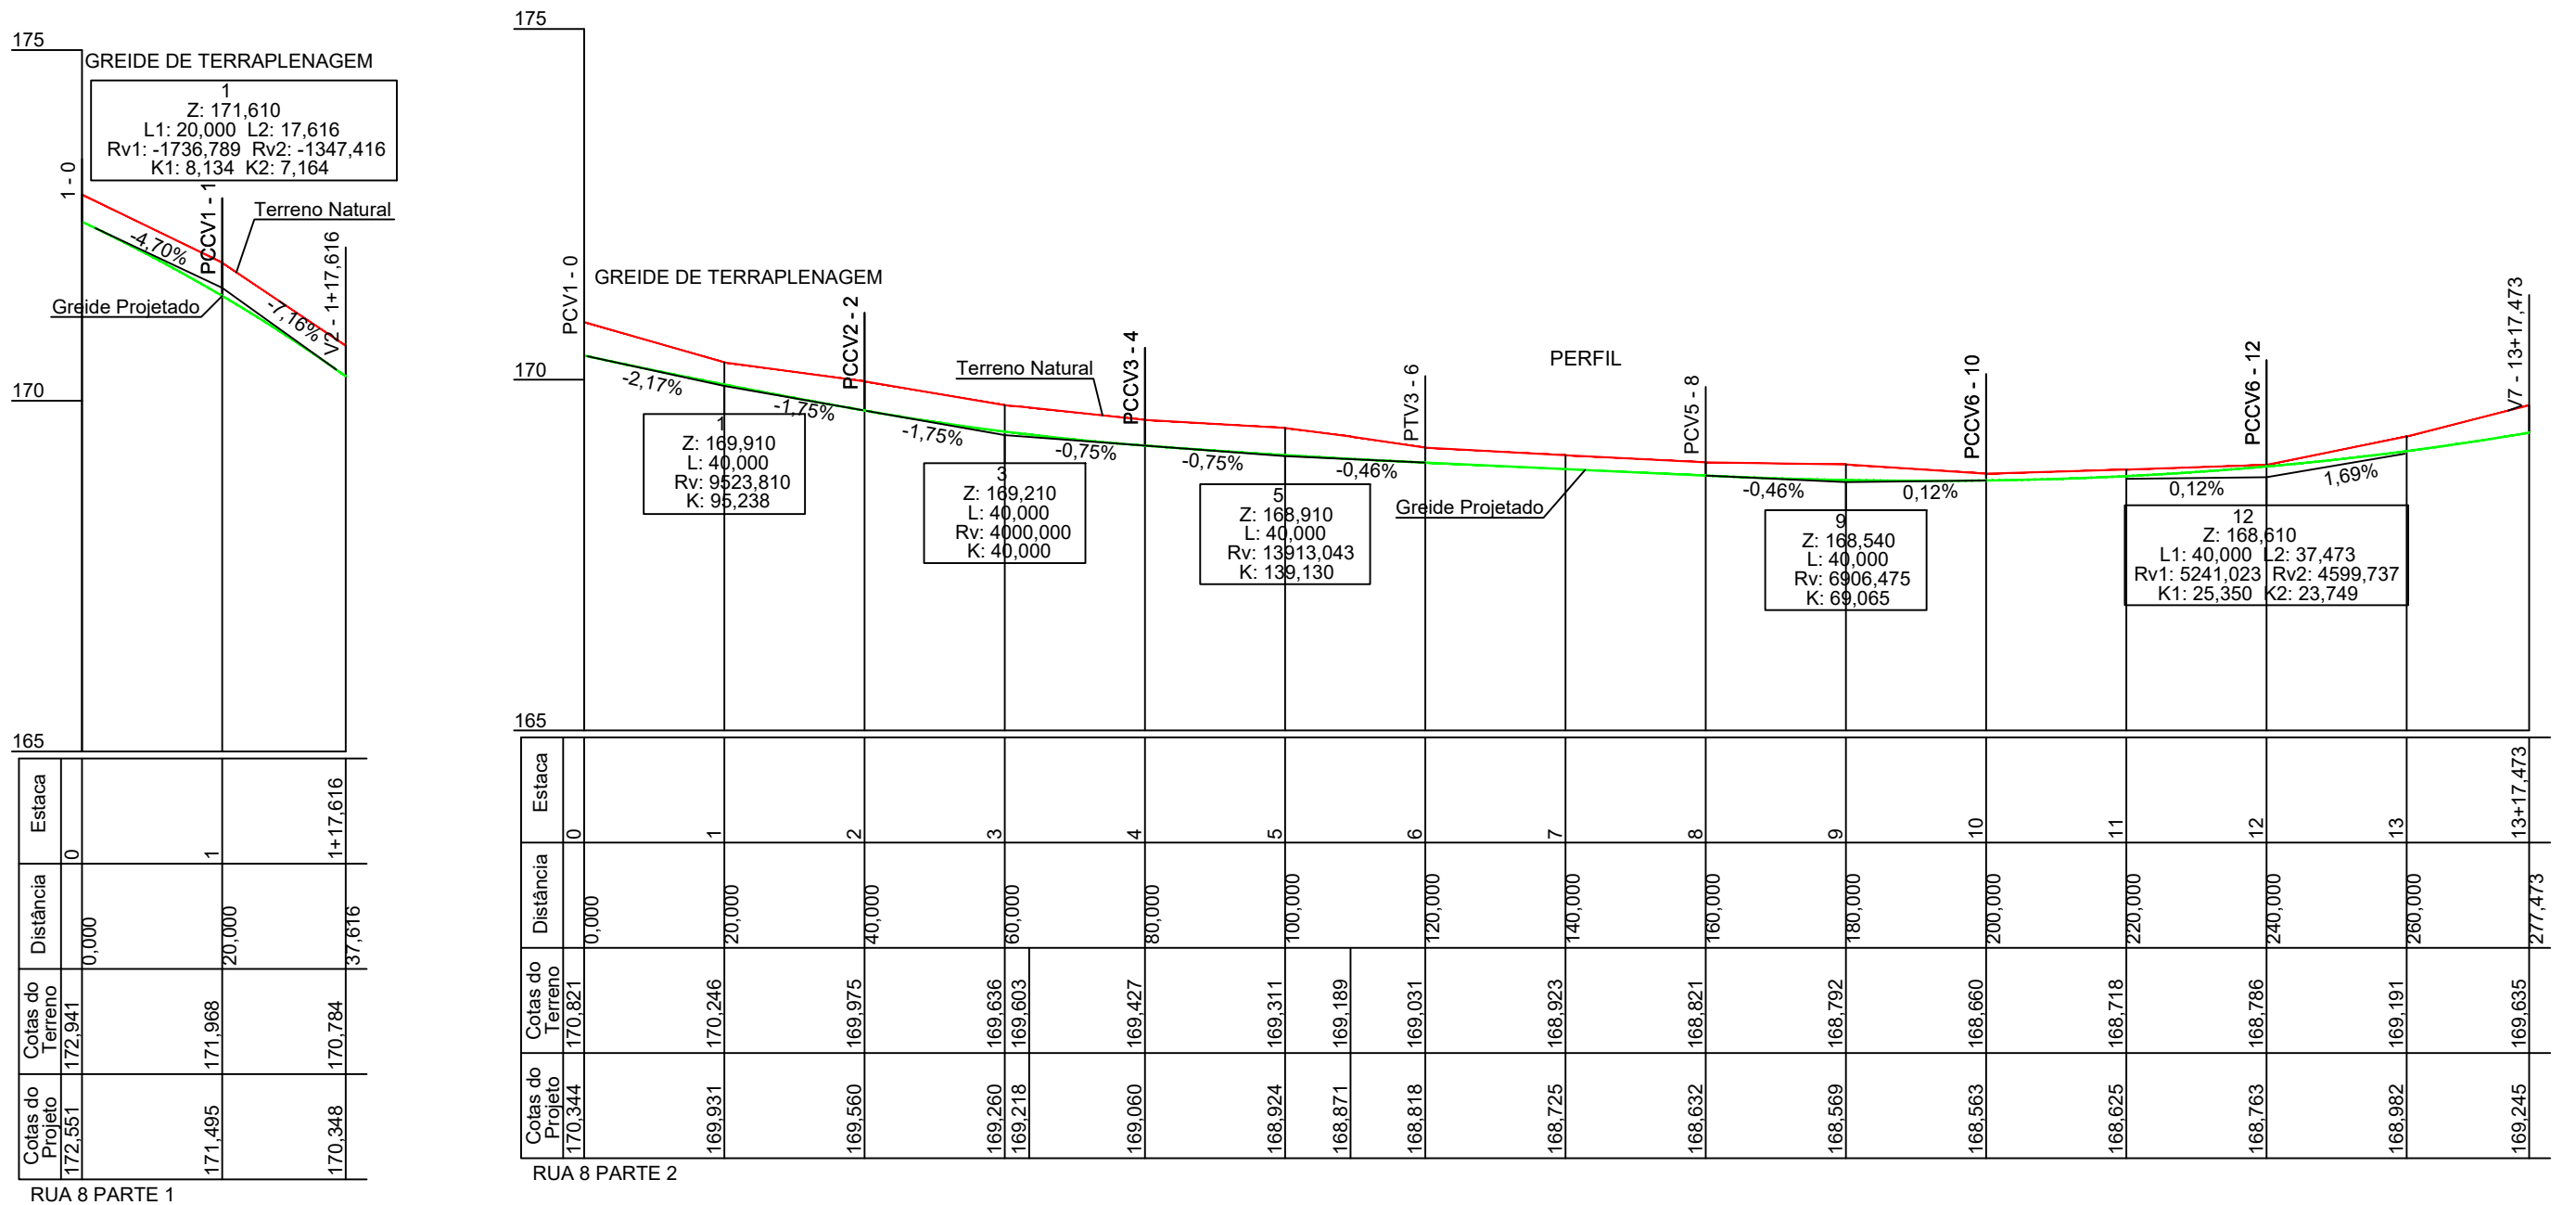 175
GREIDE DE TERRAPLENAGEM
1
Z: 171,610
L1: 20,000 L2: 17,616
Rv1: -1736,789 Rv2: -1347,416
K1: 8,134 K2: 7,164
1 - 0
PCCV1 - 1
Terreno Natural
V2 - 1+17,616
-4,70%
-7,16%
Greide Projetado
170
165
Estaca
0
1
1+17,616
Distância
0,000
20,000
37,616
Cotas do
Terreno
172,941
171,968
170,784
Cotas do
Projeto
172,551
171,495
170,348
RUA 8 PARTE 1
175
PCV1 - 0
GREIDE DE TERRAPLENAGEM
PCCV2 - 2
PCCV3 - 4
Terreno Natural
PTV3 - 6
PERFIL
PCV5 - 8
PCCV6 - 10
PCCV6 - 12
V7 - 13+17,473
170
-2,17%
-1,75%
-1,75%
-0,75%
-0,75%
-0,46%
Greide Projetado
-0,46%
0,12%
0,12%
1,69%
1
Z: 169,910
L: 40,000
Rv: 9523,810
K: 95,238
3
Z: 169,210
L: 40,000
Rv: 4000,000
K: 40,000
5
Z: 168,910
L: 40,000
Rv: 13913,043
K: 139,130
9
Z: 168,540
L: 40,000
Rv: 6906,475
K: 69,065
12
Z: 168,610
L1: 40,000 L2: 37,473
Rv1: 5241,023 Rv2: 4599,737
K1: 25,350 K2: 23,749
165
Estaca
0
1
2
3
4
5
6
7
8
9
10
11
12
13
13+17,473
Distância
0,000
20,000
40,000
60,000
80,000
100,000
120,000
140,000
160,000
180,000
200,000
220,000
240,000
260,000
277,473
Cotas do
Terreno
170,821
170,246
169,975
169,636
169,603
169,427
169,311
169,189
169,031
168,923
168,821
168,792
168,660
168,718
168,786
169,191
169,635
Cotas do
Projeto
170,344
169,931
169,560
169,260
169,218
169,060
168,924
168,871
168,818
168,725
168,632
168,569
168,563
168,625
168,763
168,982
169,245
RUA 8 PARTE 2